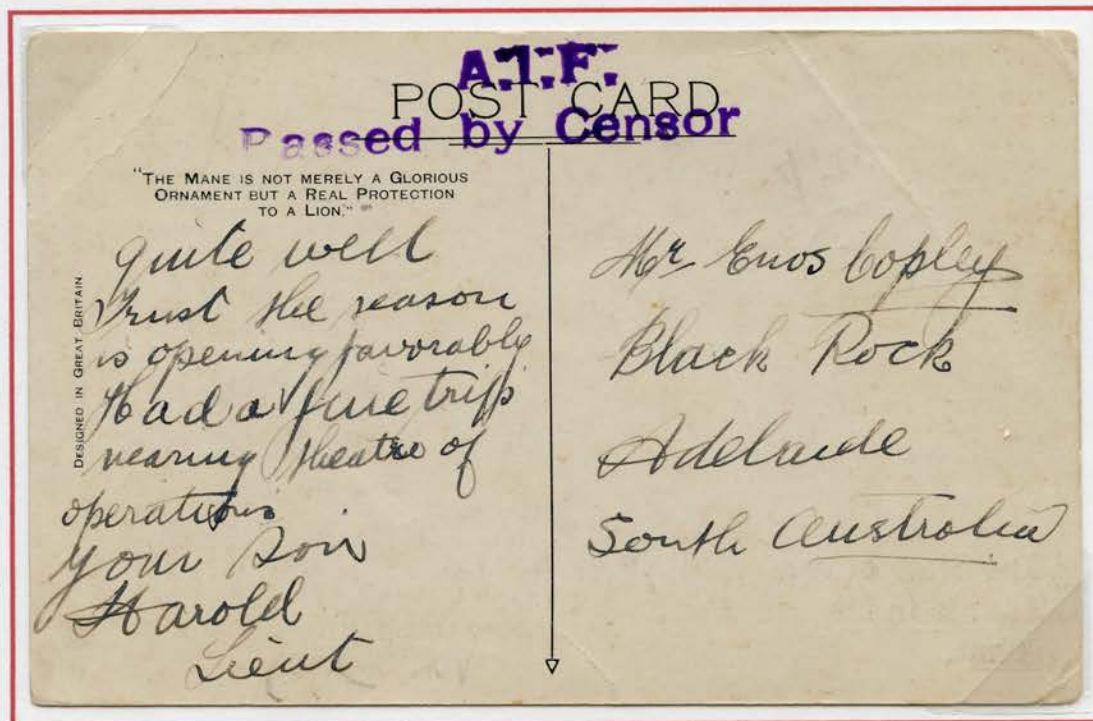 A.I.F.
POST CARD
Passed by Censor
"THE MANE IS NOT MERELY A GLORIOUS
ORNAMENT BUT A REAL PROTECTION
TO A LION."
DESIGNED IN GREAT BRITAIN
quite well
Trust the season
is opening favorably
Had a fine trip
nearing theatre of
operations
your Son
Harold
Lieut
Mr Enos Copley
Black Rock
Adelaide
South Australia